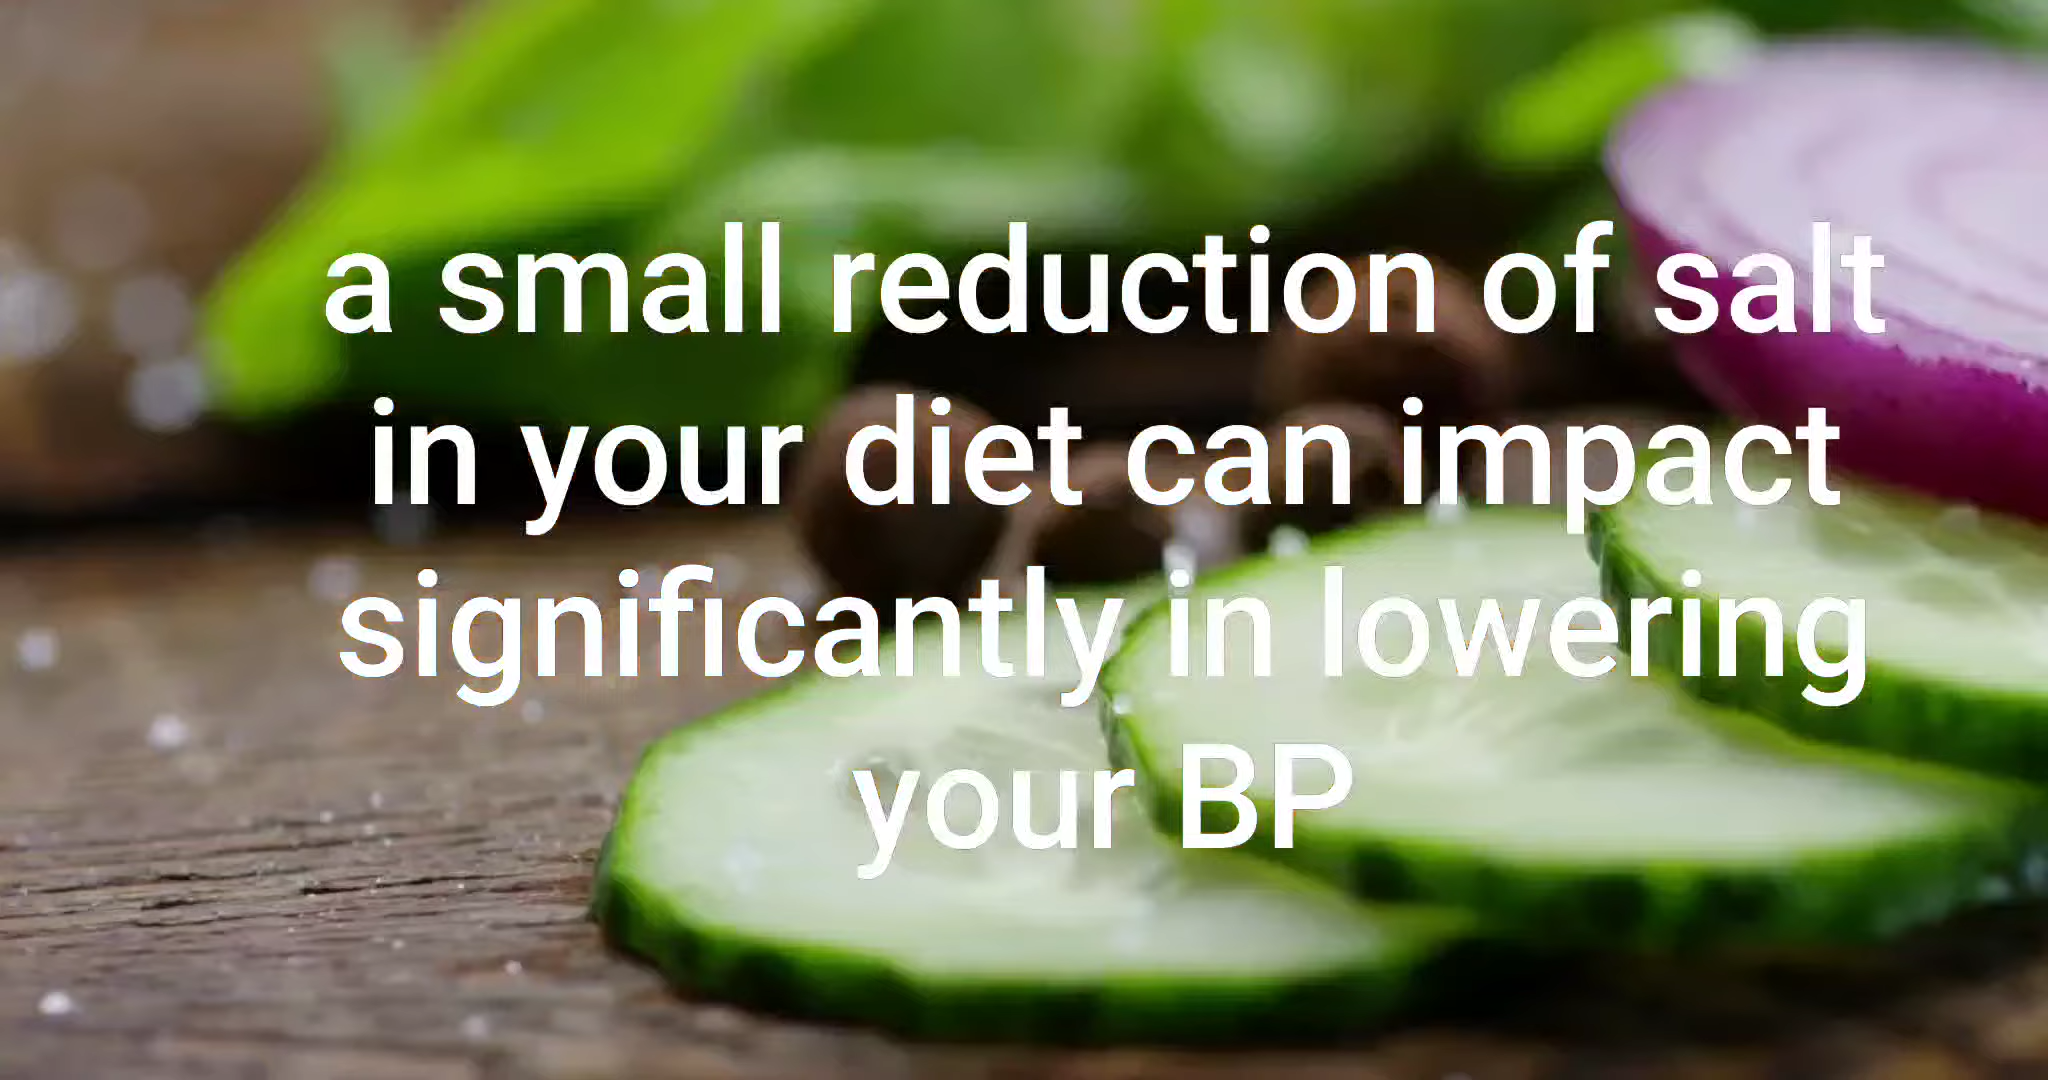 a small reduction of salt
in your diet can impact
significantly in lowering
your BP